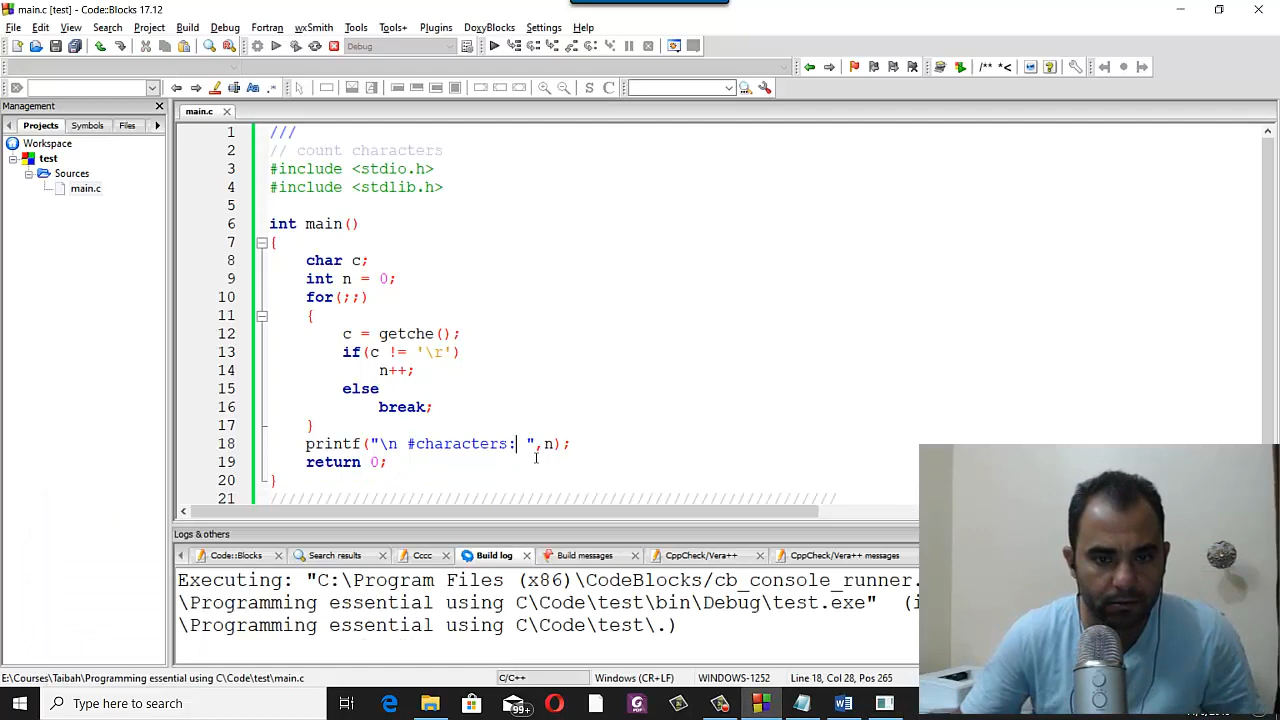 main.c [test] - Code::Blocks 17.12
File Edit View Search Project Build Debug Fortran wxSmith Tools Tools+ Plugins DoxyBlocks Settings Help
Debug
Management
main.c
Projects Symbols Files
Workspace
test
Sources
main.c
1 ///
2 // count characters
3 #include <stdio.h>
4 #include <stdlib.h>
5
6 int main()
7 {
8 char c;
9 int n = 0;
10 for(;;)
11 {
12 c = getche();
13 if(c != '\r')
14 n++;
15 else
16 break;
17 }
18 printf("\n #characters: ",n);
19 return 0;
20 }
21 ///////////////////////////////////////////////////////////////
Logs & others
Code::Blocks Search results Cccc Build log Build messages CppCheck/Vera++ CppCheck/Vera++ messages
Executing: "C:\Program Files (x86)\CodeBlocks/cb_console_runner.
\Programming essential using C\Code\test\bin\Debug\test.exe" (i
\Programming essential using C\Code\test\.)
E:\Courses\Taibah\Programming essential using C\Code\test\main.c C/C++ Windows (CR+LF) WINDOWS-1252 Line 18, Col 28, Pos 265
Type here to search
99+